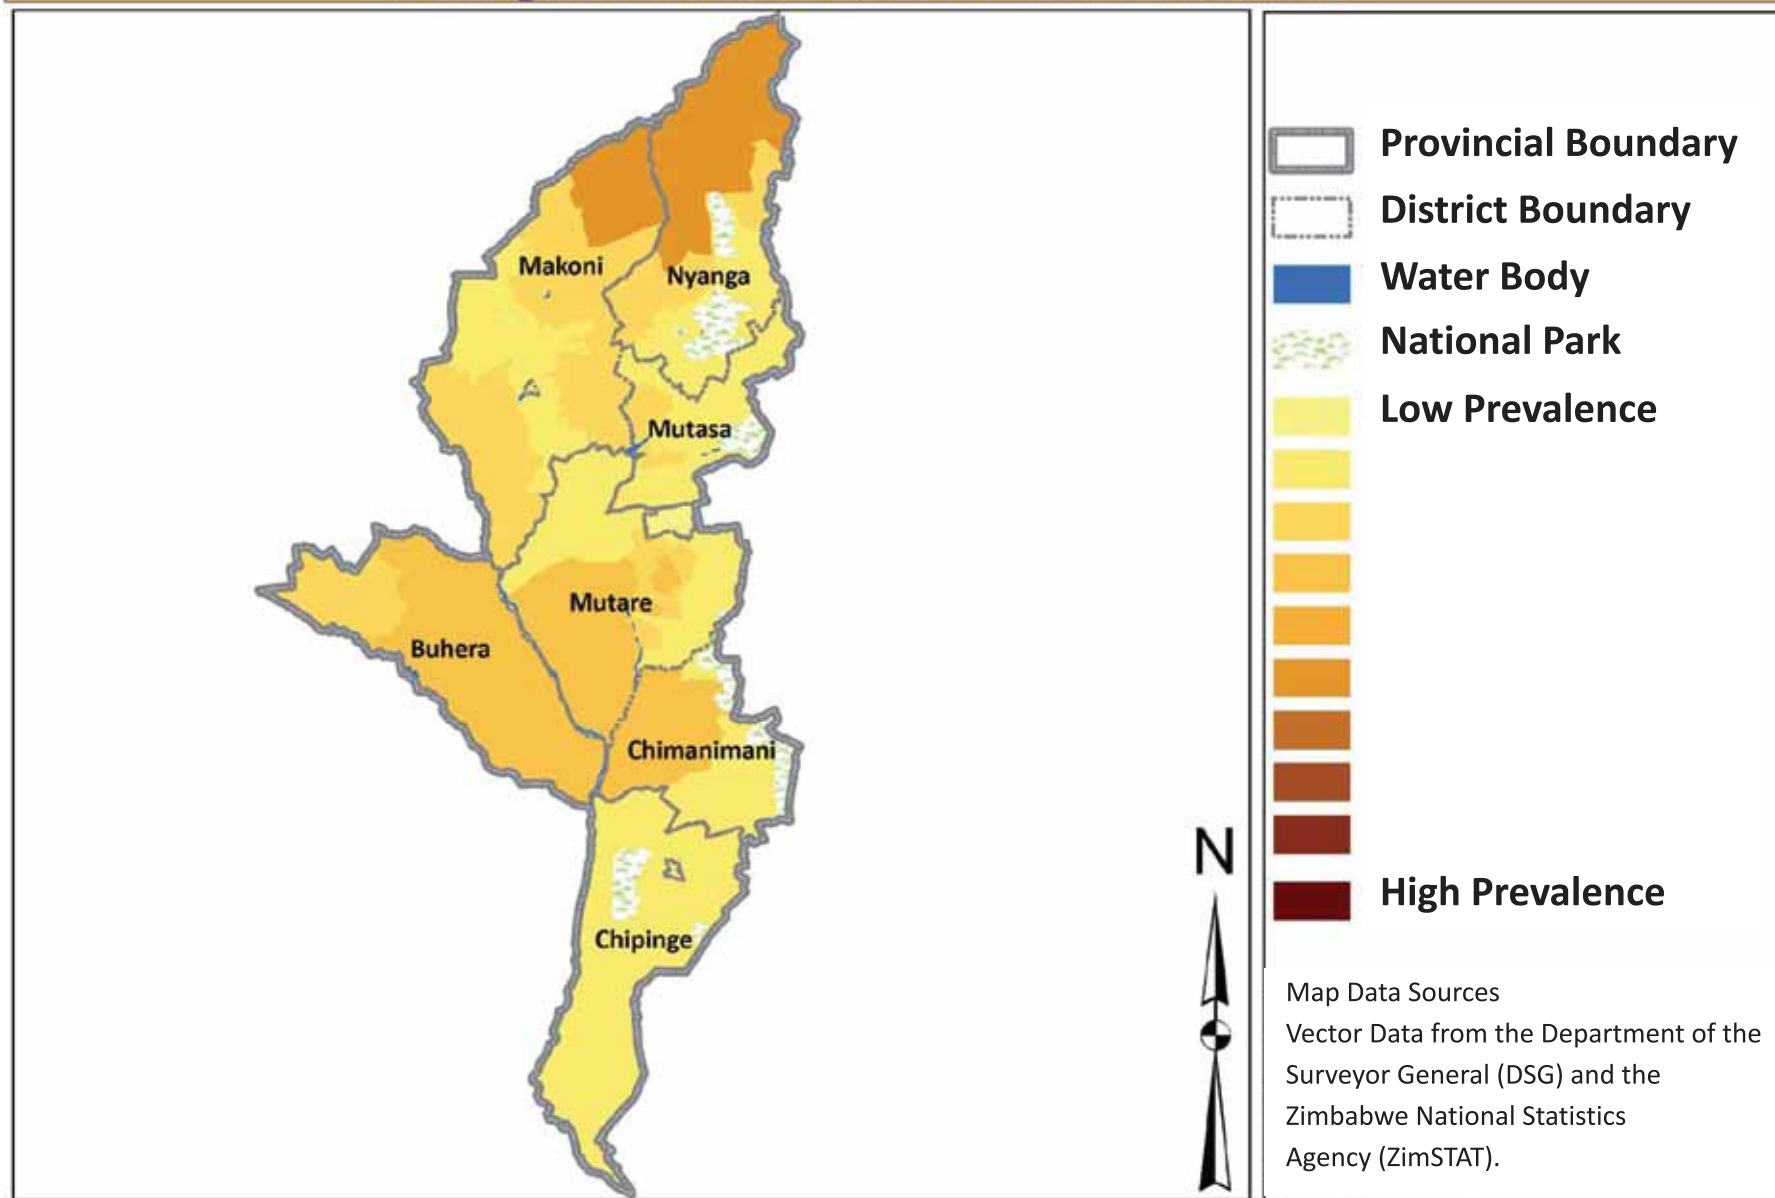 Makoni
Nyanga
Mutasa
Mutare
Buhera
Chimanimani
Chipinge
N
Provincial Boundary
District Boundary
Water Body
National Park
Low Prevalence
High Prevalence
Map Data Sources
Vector Data from the Department of the
Surveyor General (DSG) and the
Zimbabwe National Statistics
Agency (ZimSTAT).